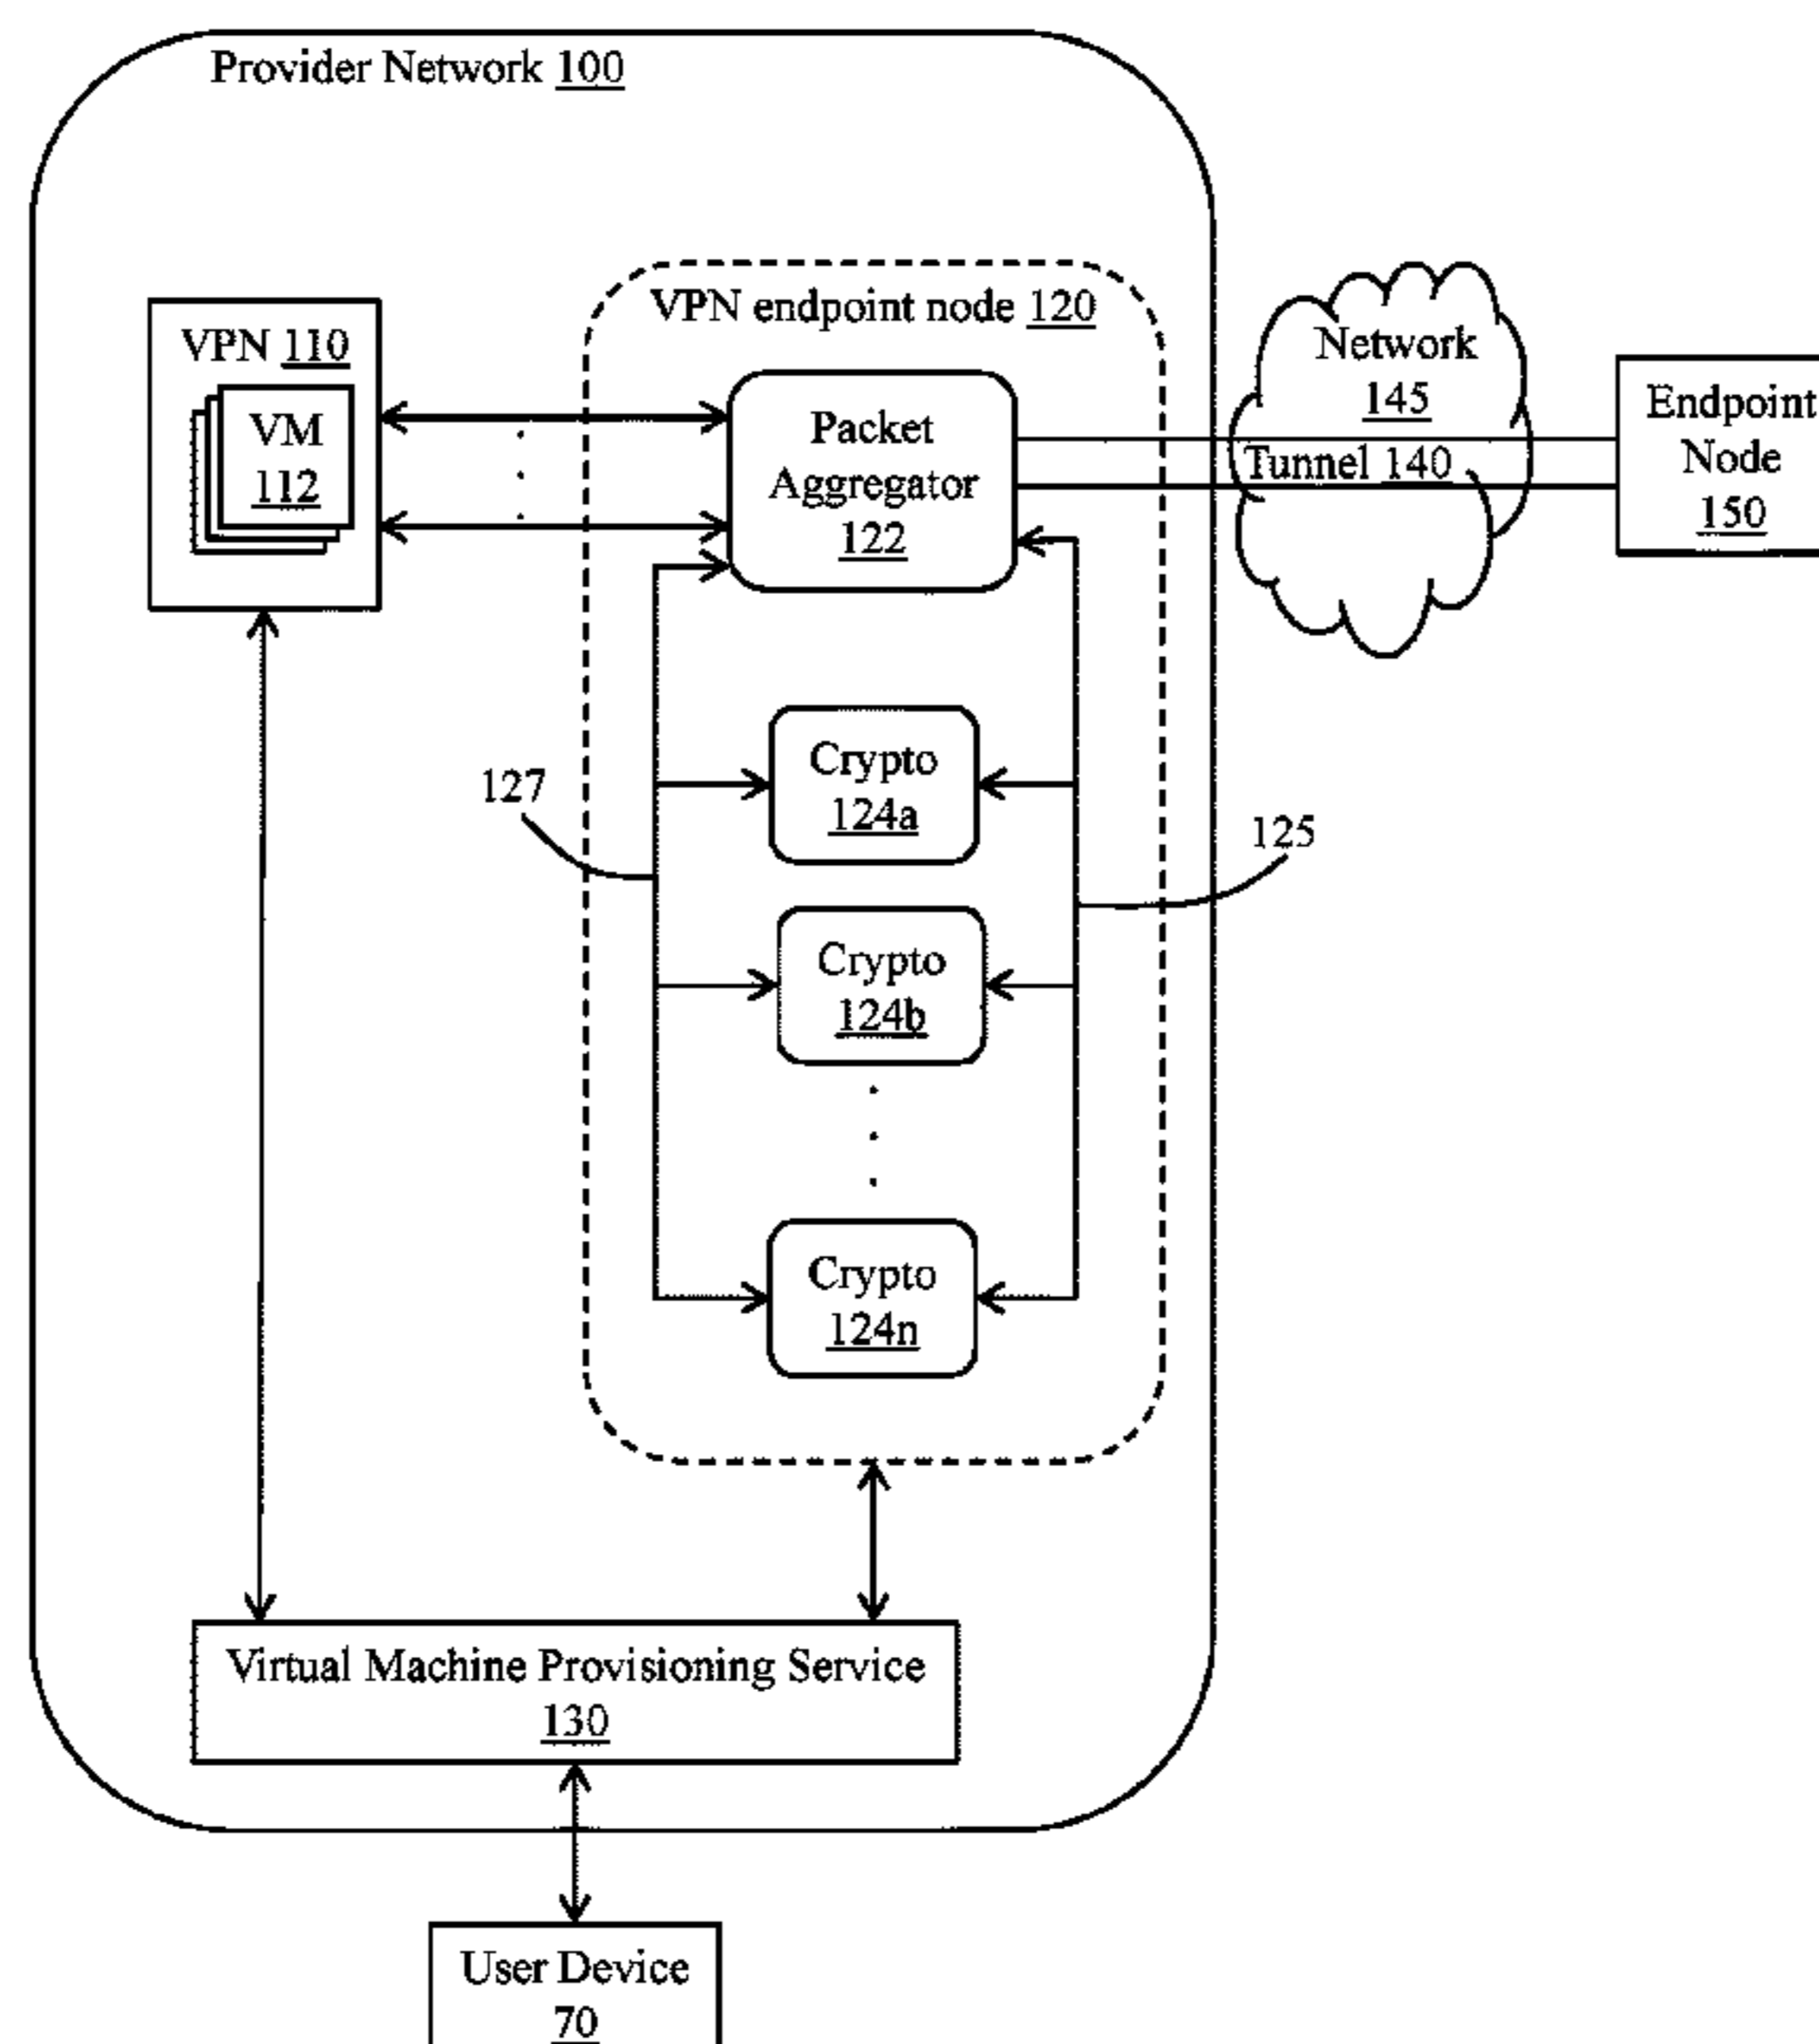 Provider Network 100
VPN endpoint node 120
VPN 110
VM
112
Packet
Aggregator
122
Network
145
Tunnel 140
Endpoint
Node
150
127
Crypto
124a
125
Crypto
124b
Crypto
124n
Virtual Machine Provisioning Service
130
User Device
70